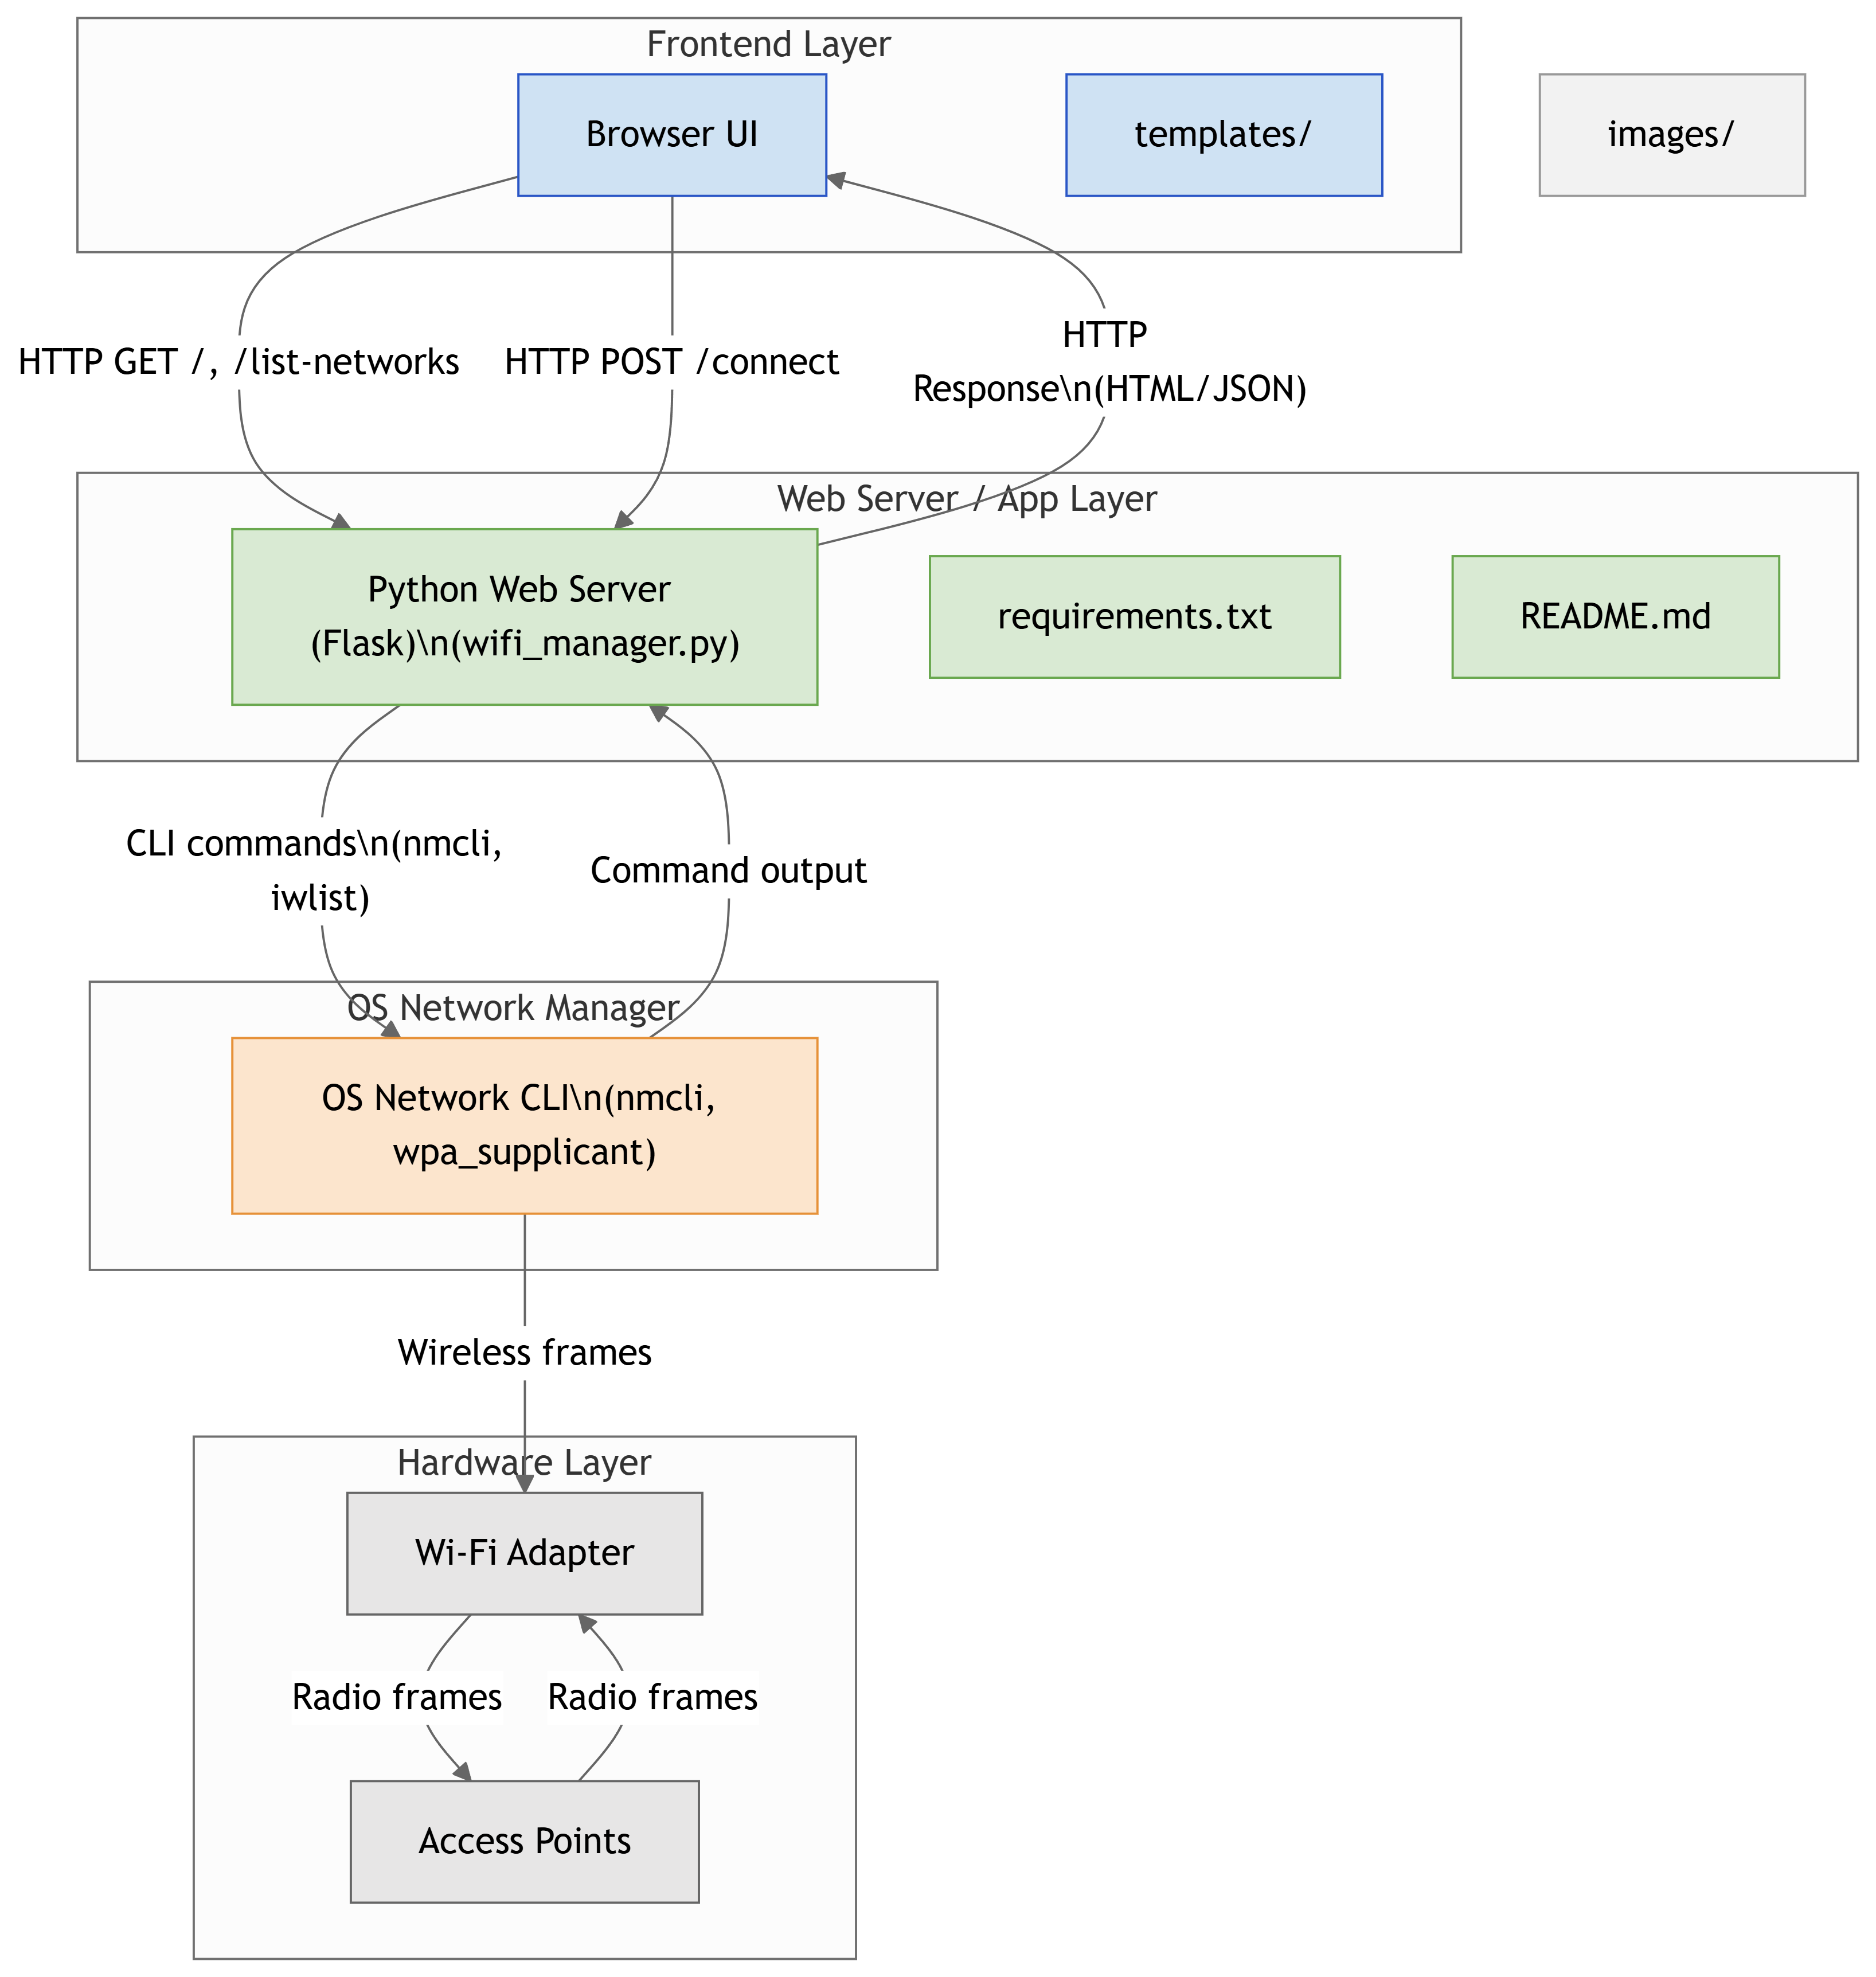 Frontend Layer
Browser UI
templates/
images/
HTTP GET /, /list-networks
HTTP POST /connect
HTTP
Response\n(HTML/JSON)
Web Server / App Layer
Python Web Server
(Flask)\n(wifi_manager.py)
requirements.txt
README.md
CLI commands\n(nmcli,
iwlist)
Command output
OS Network Manager
OS Network CLI\n(nmcli,
wpa_supplicant)
Wireless frames
Hardware Layer
Wi-Fi Adapter
Radio frames
Radio frames
Access Points